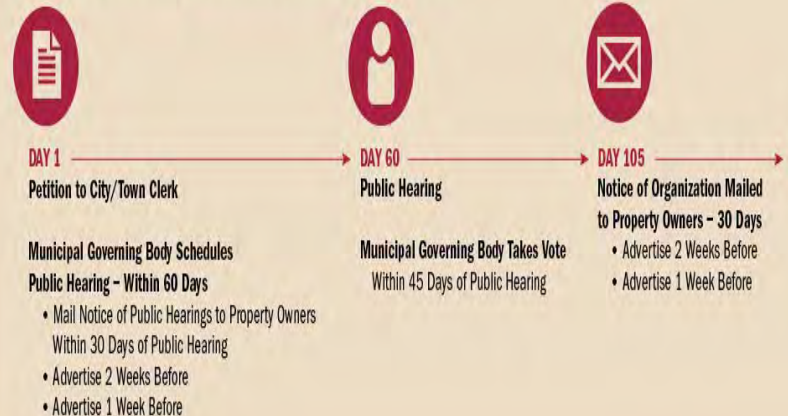 DAY 1
Petition to City/Town Clerk
Municipal Governing Body Schedules
Public Hearing – Within 60 Days
• Mail Notice of Public Hearings to Property Owners
Within 30 Days of Public Hearing
• Advertise 2 Weeks Before
• Advertise 1 Week Before
DAY 60
Public Hearing
Municipal Governing Body Takes Vote
Within 45 Days of Public Hearing
DAY 105
Notice of Organization Mailed
to Property Owners – 30 Days
• Advertise 2 Weeks Before
• Advertise 1 Week Before